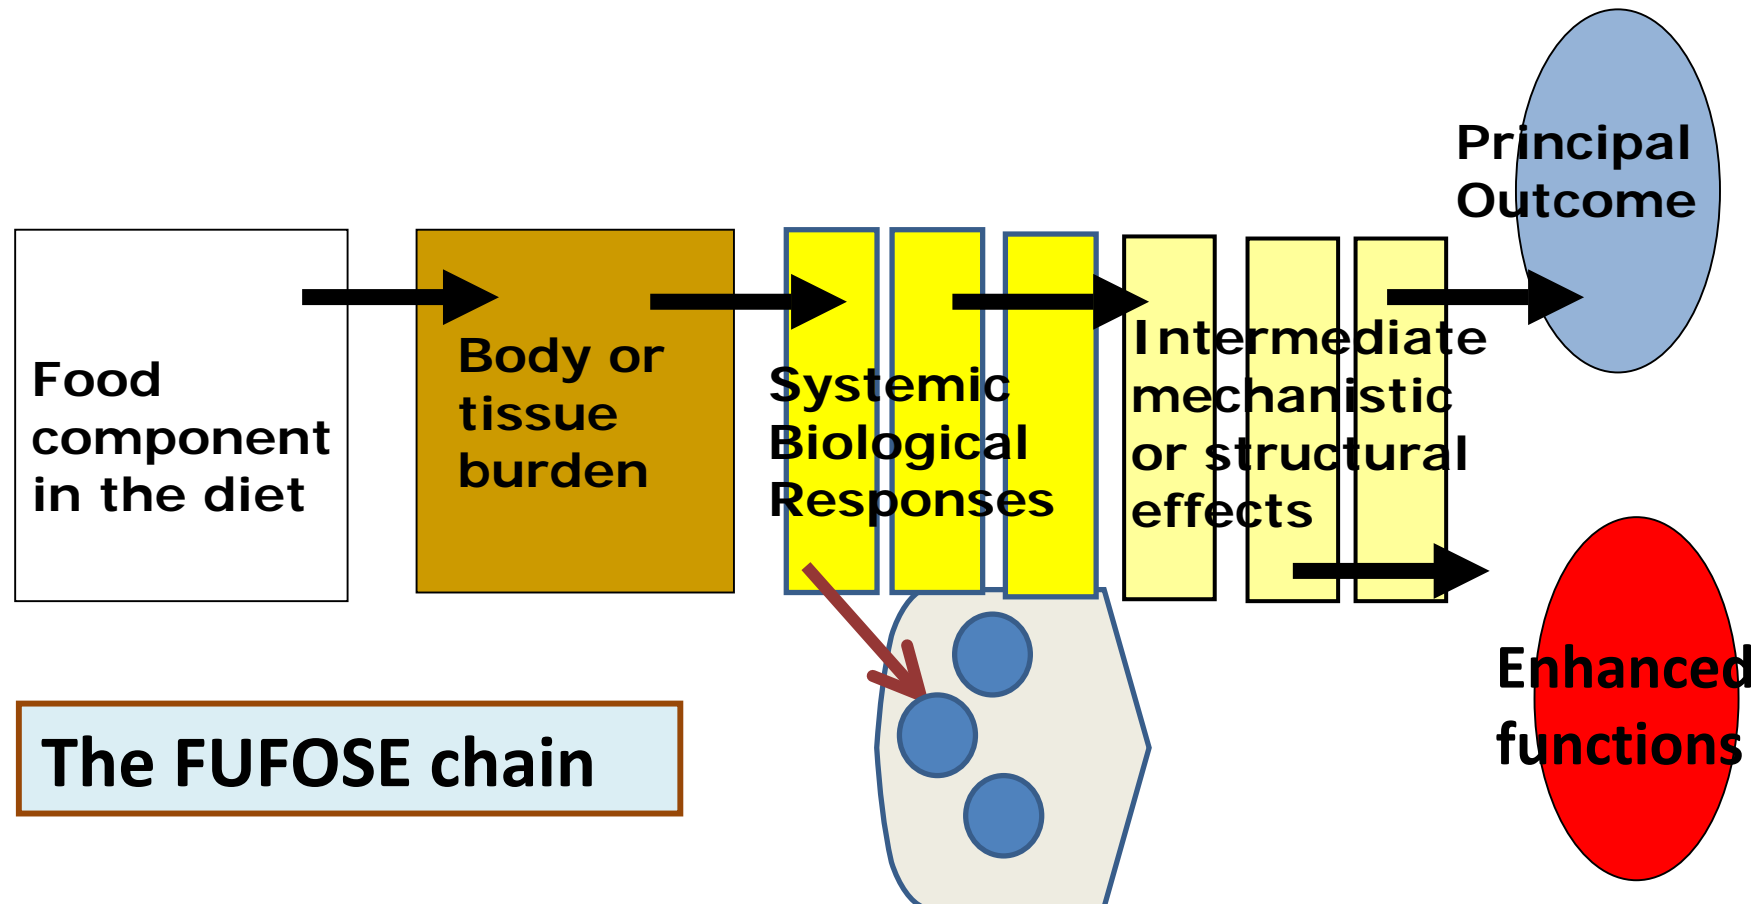 Principal
Outcome
Food
component
in the diet
Body or
tissue
burden
Systemic
Biological
Responses
Intermediate
mechanistic
or structural
effects
Enhanced
functions
The FUFOSE chain